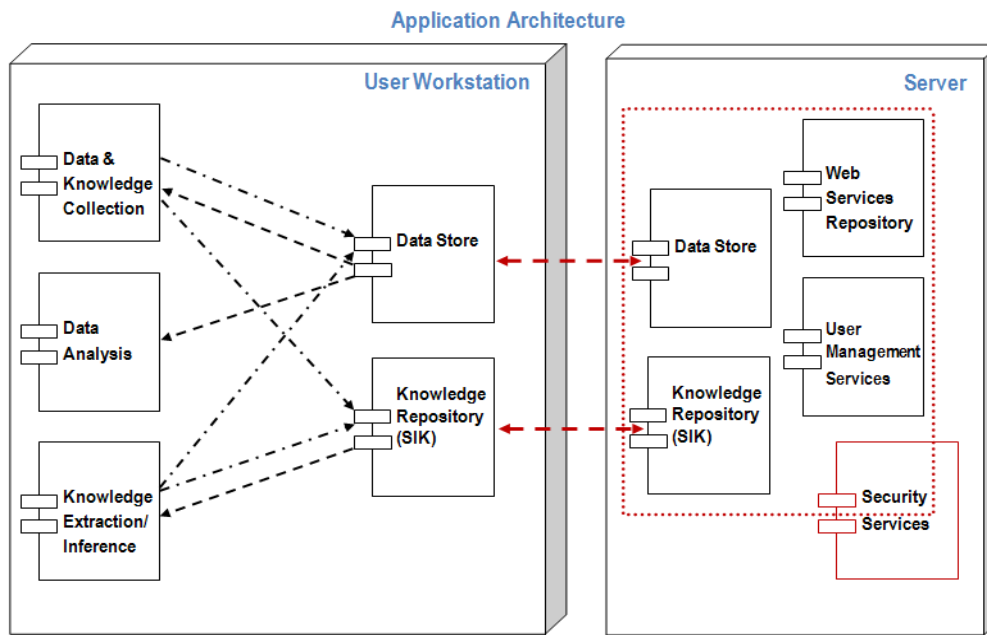 Application Architecture
User Workstation
Data &
Knowledge
Collection
Data Store
Data
Analysis
Knowledge
Repository
(SIK)
Knowledge
Extraction/
Inference
Server
Web
Services
Repository
Data Store
User
Management
Services
Knowledge
Repository
(SIK)
Security
Services